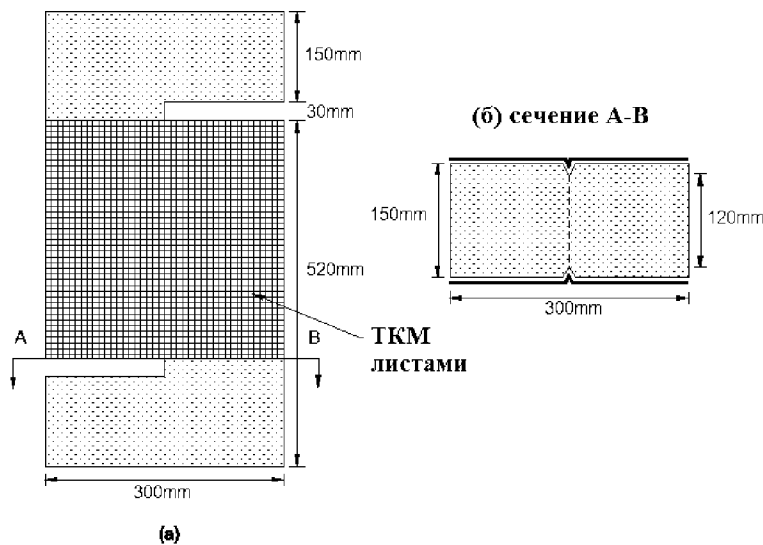 150mm
30mm
520mm
A
B
ТКМ
листами
300mm
(а)
(б) сечение А-В
150mm
120mm
300mm